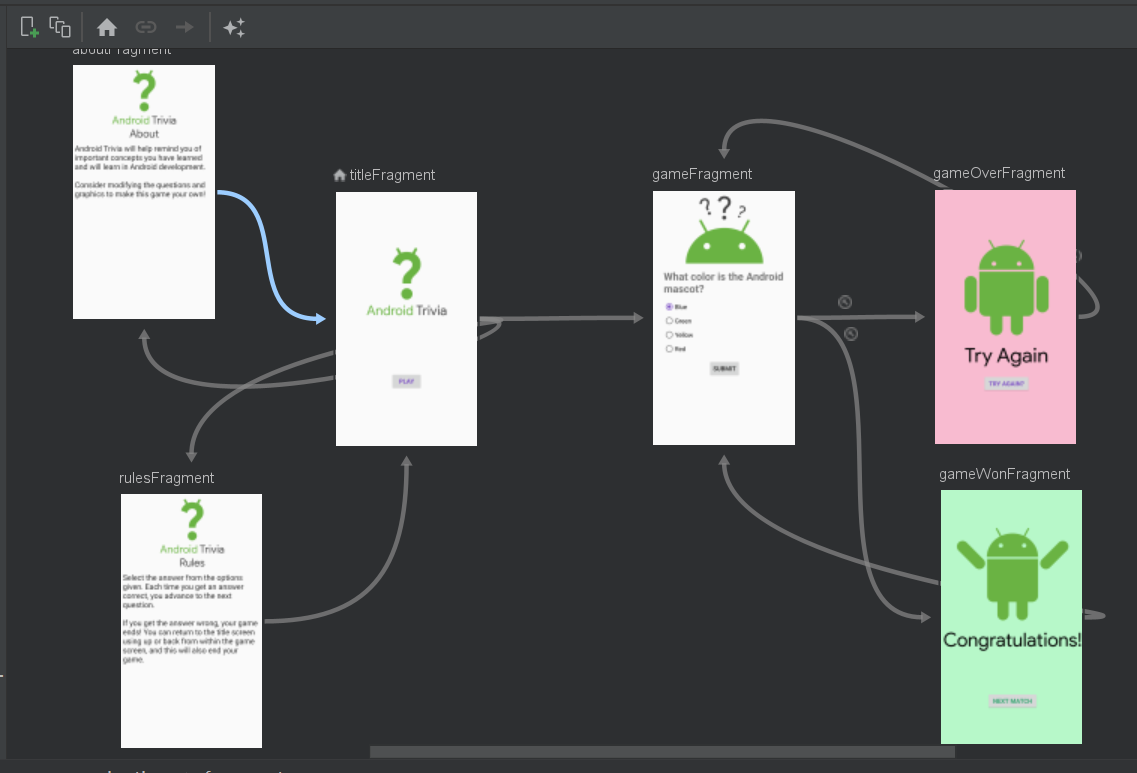 aboutFragment
Android Trivia
About
Android Trivia will help remind you of
important concepts you have learned
and will learn in Android development.
Consider modifying the questions and
graphics to make this game your own!
titleFragment
Android Trivia
PLAY
gameFragment
What color is the Android
mascot?
Blue
Green
Yellow
Red
SUBMIT
gameOverFragment
Try Again
TRY AGAIN?
rulesFragment
Android Trivia
Rules
Select the answer from the options
given. Each time you get an answer
correct, you advance to the next
question.
If you get the answer wrong, your game
ends! You can return to the title screen
using up or back from within the game
screen, and this will also end your
game.
gameWonFragment
Congratulations!
NEXT MATCH